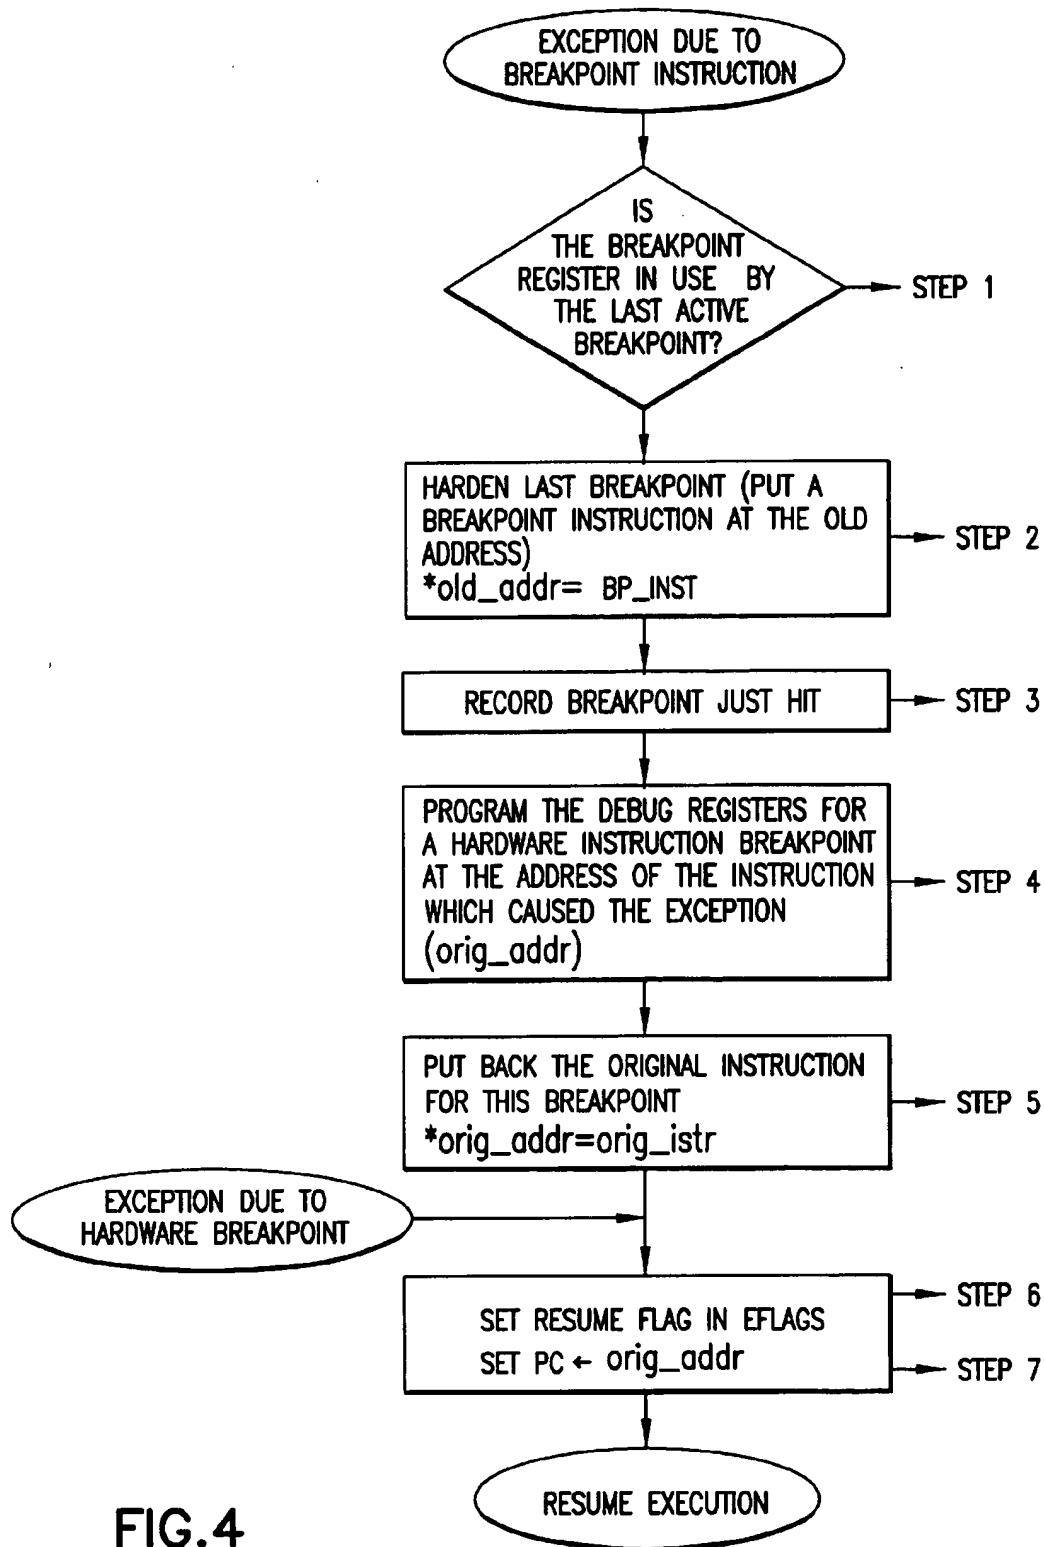 EXCEPTION DUE TO
BREAKPOINT INSTRUCTION
IS
THE BREAKPOINT
REGISTER IN USE BY
THE LAST ACTIVE
BREAKPOINT?
STEP 1
HARDEN LAST BREAKPOINT (PUT A
BREAKPOINT INSTRUCTION AT THE OLD
ADDRESS)
*old_addr= BP_INST
STEP 2
RECORD BREAKPOINT JUST HIT
STEP 3
PROGRAM THE DEBUG REGISTERS FOR
A HARDWARE INSTRUCTION BREAKPOINT
AT THE ADDRESS OF THE INSTRUCTION
WHICH CAUSED THE EXCEPTION
(orig_addr)
STEP 4
PUT BACK THE ORIGINAL INSTRUCTION
FOR THIS BREAKPOINT
*orig_addr=orig_istr
STEP 5
EXCEPTION DUE TO
HARDWARE BREAKPOINT
SET RESUME FLAG IN EFLAGS
SET PC ← orig_addr
STEP 6
STEP 7
RESUME EXECUTION
FIG.4